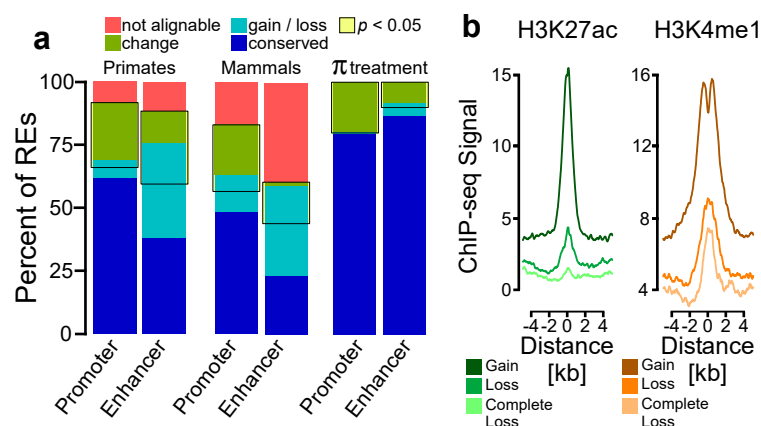 a
not alignable
gain / loss
p < 0.05
change
conserved
Primates
Mammals
π treatment
Percent of REs
100
75
50
25
0
Promoter
Enhancer
Promoter
Enhancer
Promoter
Enhancer
b
H3K27ac
H3K4me1
ChIP-seq Signal
15
10
5
0
16
12
8
4
-4 -2 0 2 4
-4 -2 0 2 4
Distance
[kb]
Distance
[kb]
Gain
Loss
Complete
Loss
Gain
Loss
Complete
Loss